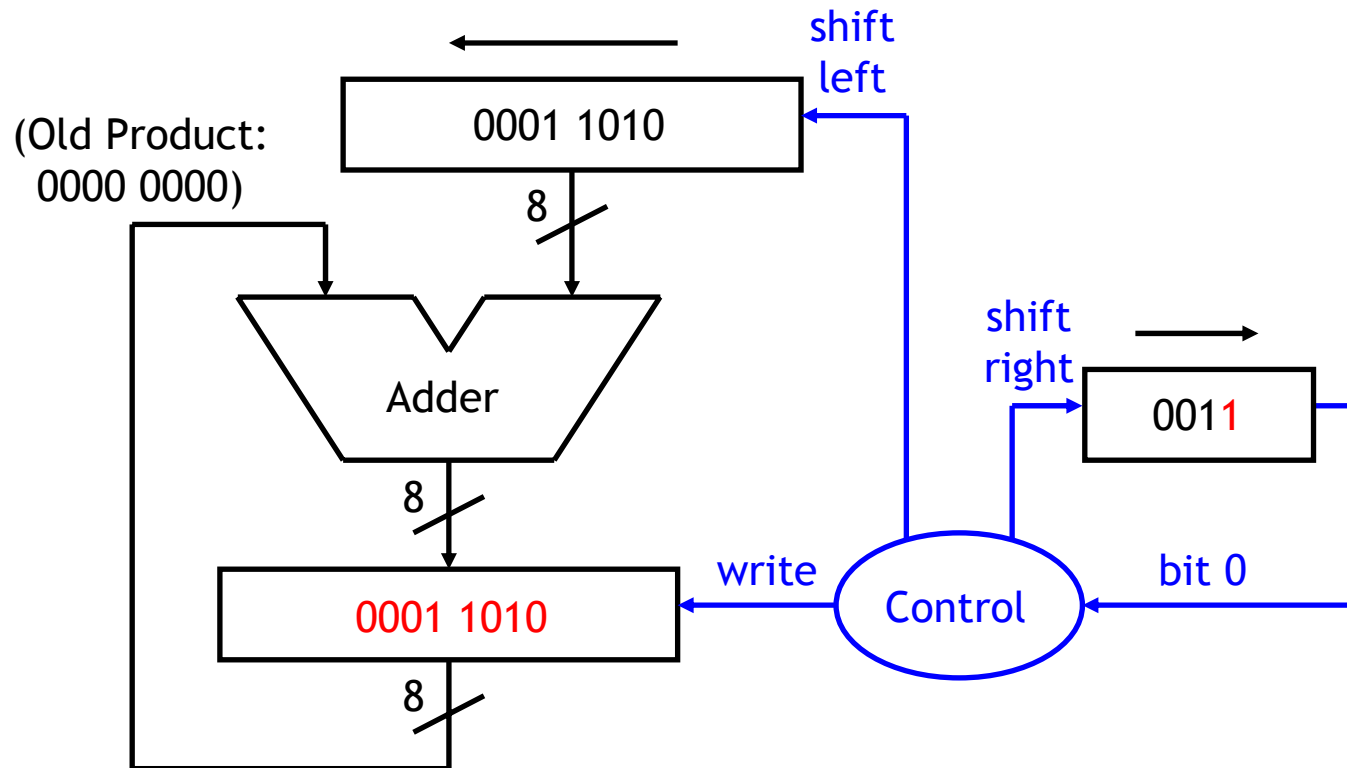 shift
left
0001 1010
(Old Product:
0000 0000)
8
shift
right
Adder
0011
8
write
bit 0
Control
0001 1010
8